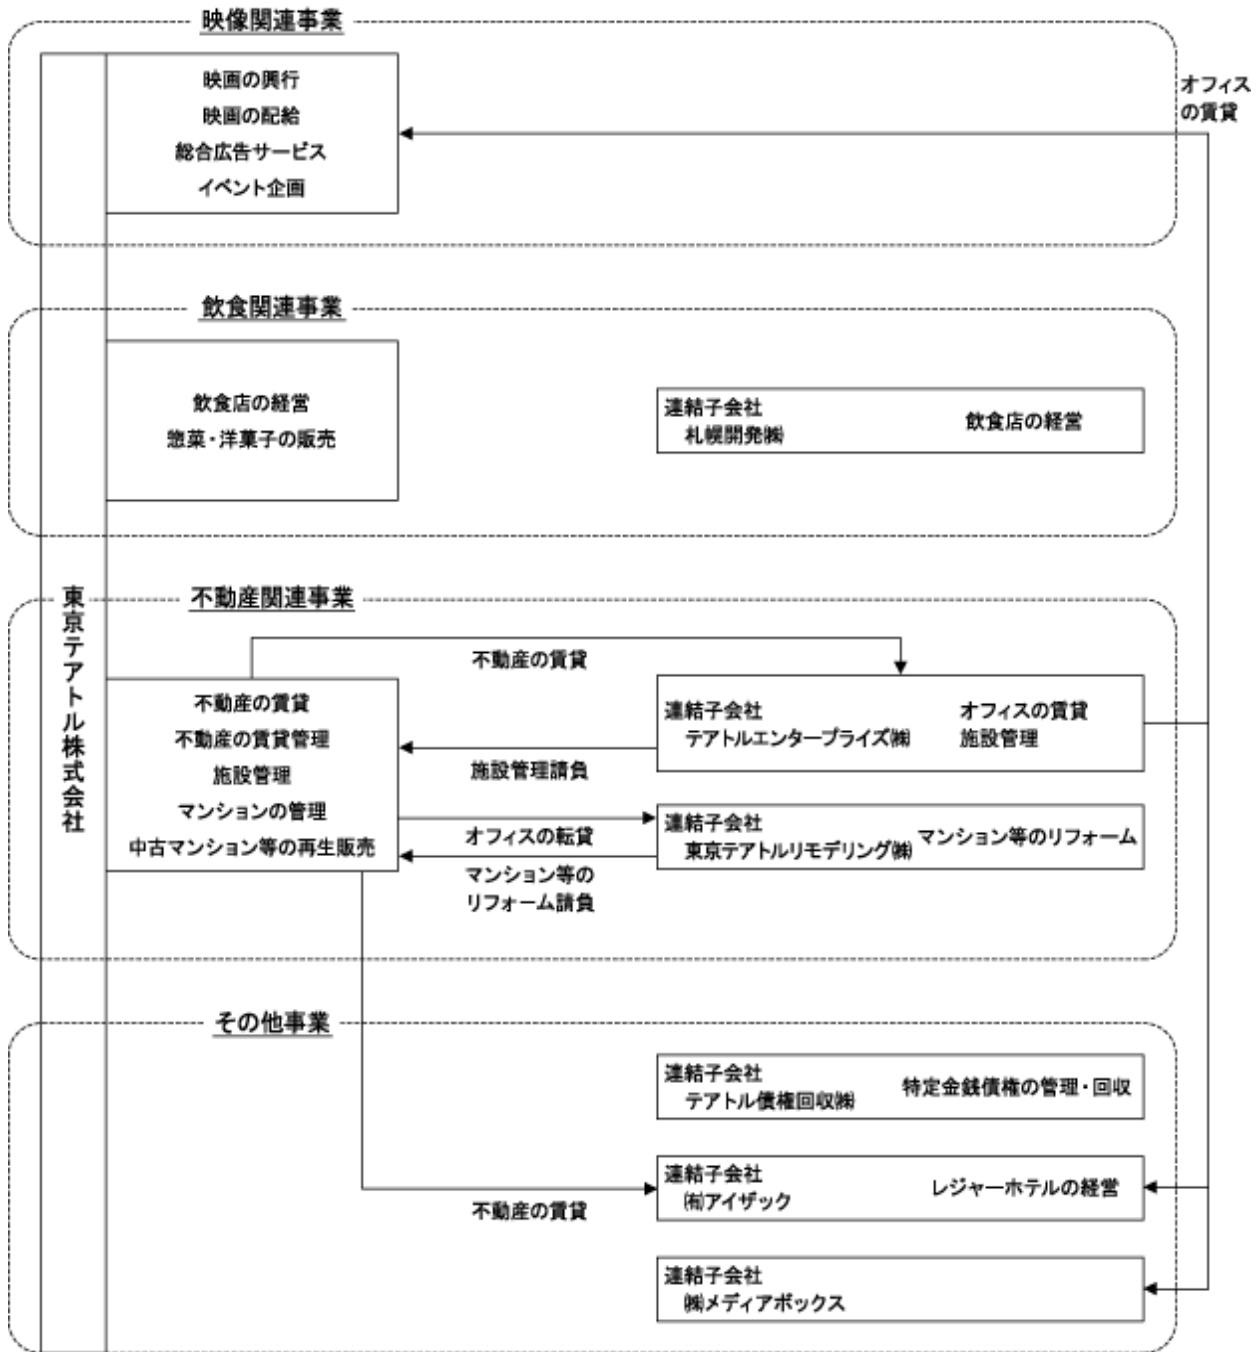 映像関連事業
映画の興行
映画の配給
総合広告サービス
イベント企画
オフィス
の賃貸
飲食関連事業
飲食店の経営
惣菜・洋菓子の販売
連結子会社
札幌開発㈱
飲食店の経営
東京テアトル株式会社
不動産関連事業
不動産の賃貸
不動産の賃貸
不動産の賃貸管理
施設管理
マンションの管理
中古マンション等の再生販売
連結子会社
テアトルエンタープライズ㈱
オフィスの賃貸
施設管理
施設管理請負
オフィスの転貸
マンション等の
リフォーム請負
連結子会社
東京テアトルリモデリング㈱
マンション等のリフォーム
その他事業
連結子会社
テアトル債権回収㈱
特定金銭債権の管理・回収
連結子会社
㈲アイザック
レジャーホテルの経営
不動産の賃貸
連結子会社
㈱メディアボックス